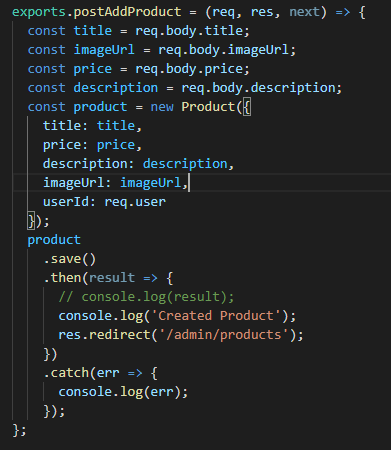 exports.postAddProduct = (req, res, next) => {
  const title = req.body.title;
  const imageUrl = req.body.imageUrl;
  const price = req.body.price;
  const description = req.body.description;
  const product = new Product({
    title: title,
    price: price,
    description: description,
    imageUrl: imageUrl,
    userId: req.user
  });
  product
    .save()
    .then(result => {
      // console.log(result);
      console.log('Created Product');
      res.redirect('/admin/products');
    })
    .catch(err => {
      console.log(err);
    });
};